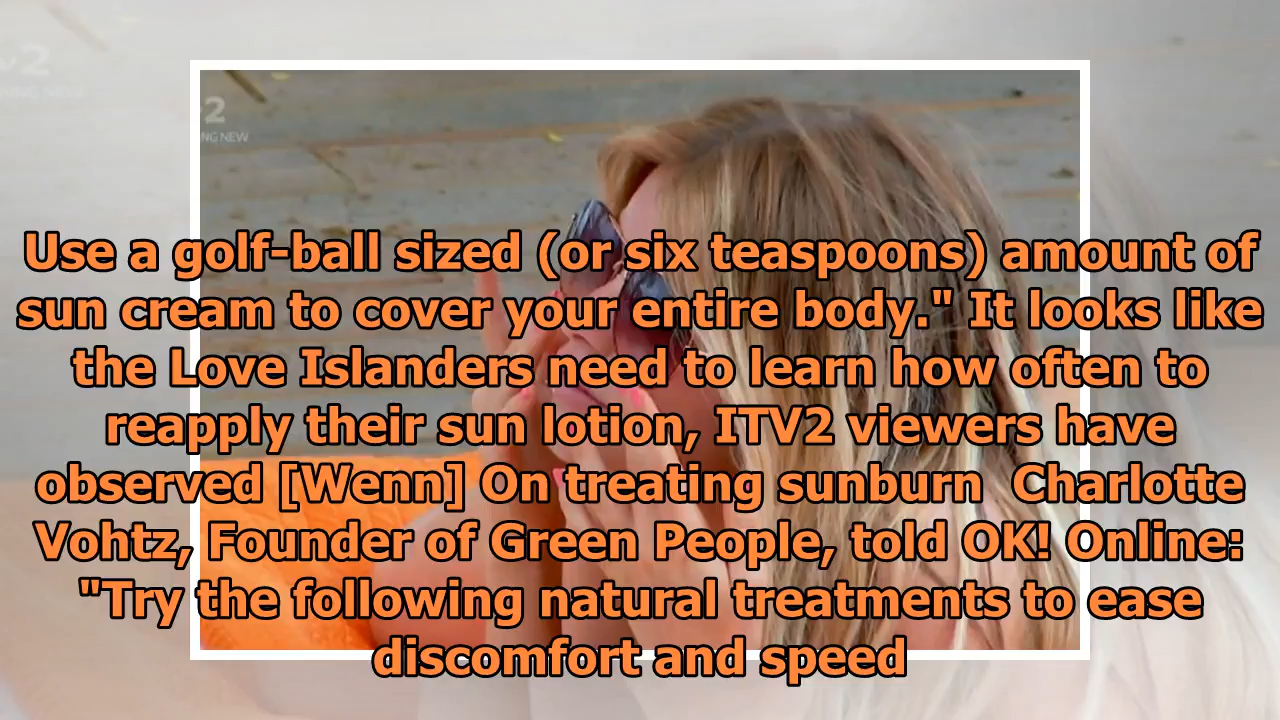 2
NG NEW
Use a golf-ball sized (or six teaspoons) amount of
sun cream to cover your entire body." It looks like
the Love Islanders need to learn how often to
reapply their sun lotion, ITV2 viewers have
observed [Wenn] On treating sunburn  Charlotte
Vohtz, Founder of Green People, told OK! Online:
"Try the following natural treatments to ease
discomfort and speed